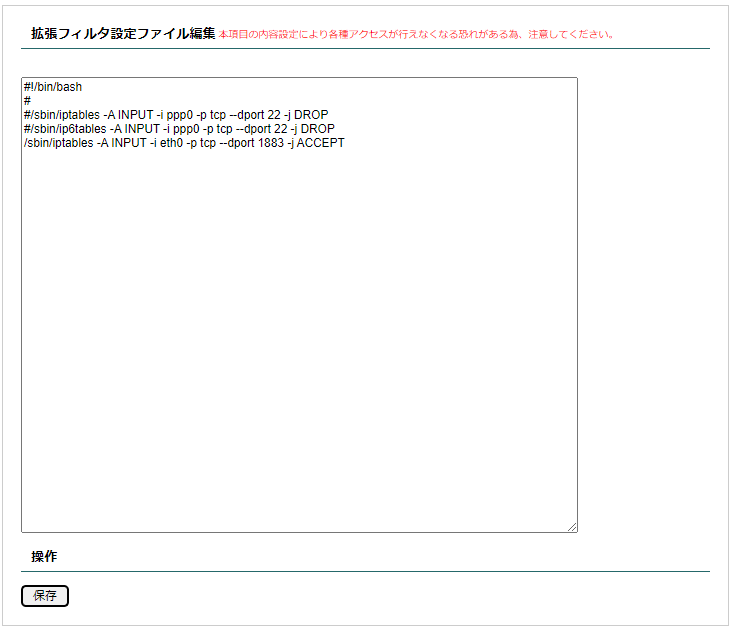 拡張フィルタ設定ファイル編集 本項目の内容設定により各種アクセスが行えなくなる恐れがある為、注意してください。
#!/bin/bash
#
#/sbin/iptables -A INPUT -i ppp0 -p tcp --dport 22 -j DROP
#/sbin/ip6tables -A INPUT -i ppp0 -p tcp --dport 22 -j DROP
/sbin/iptables -A INPUT -i eth0 -p tcp --dport 1883 -j ACCEPT
操作
保存